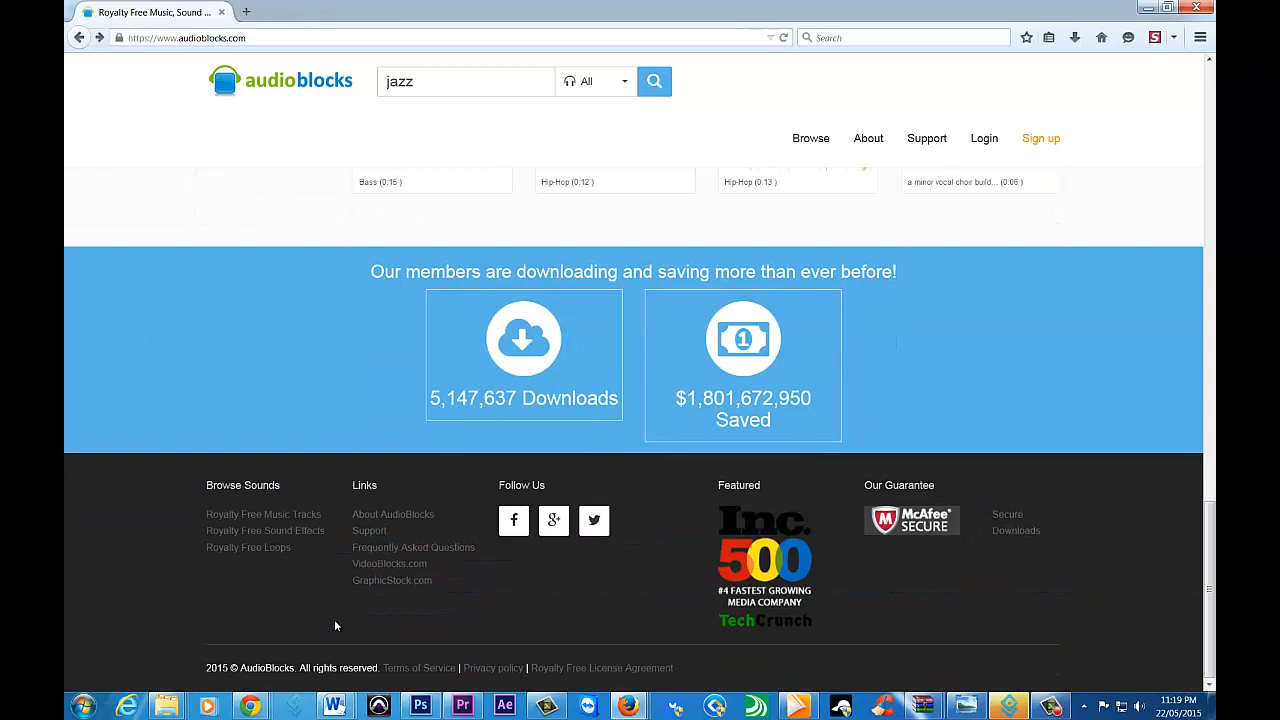 Royalty Free Music, Sound ...
https://www.audioblocks.com
Search
audioblocks
jazz
All
Browse About Support Login Sign up
Bass (0:15 ) Hip-Hop (0:12 ) Hip-Hop (0:13 ) a minor vocal choir build... (0:06 )
Our members are downloading and saving more than ever before!
5,147,637 Downloads
1
$1,801,672,950
Saved
Browse Sounds
Royalty Free Music Tracks
Royalty Free Sound Effects
Royalty Free Loops
Links
About AudioBlocks
Support
Frequently Asked Questions
VideoBlocks.com
GraphicStock.com
Follow Us
Featured
Inc.
500
#4 FASTEST GROWING
MEDIA COMPANY
TechCrunch
Our Guarantee
McAfee®
SECURE
Secure
Downloads
2015 © AudioBlocks. All rights reserved. Terms of Service | Privacy policy | Royalty Free License Agreement
Ps Pr Ae
11:19 PM
22/05/2015